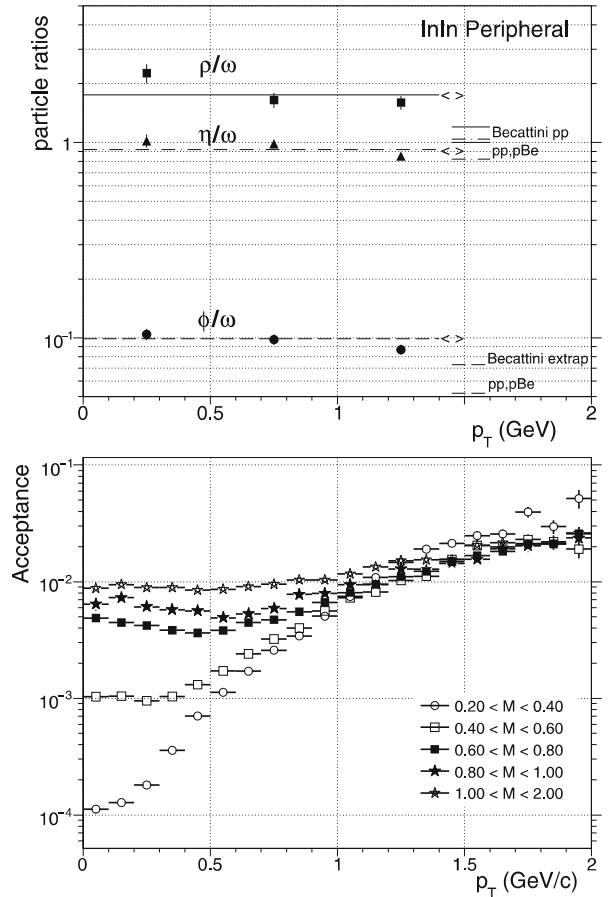 InIn Peripheral
particle ratios
ρ/ω
< >
Becattini pp
1
η/ω
< >
pp,pBe
ϕ/ω
10⁻¹
< >
Becattini extrap
pp,pBe
0 0.5 1 1.5 2
p_T (GeV)
10⁻¹
Acceptance
10⁻²
10⁻³
0.20 < M < 0.40
0.40 < M < 0.60
0.60 < M < 0.80
0.80 < M < 1.00
1.00 < M < 2.00
10⁻⁴
0 0.5 1 1.5 2
p_T (GeV/c)